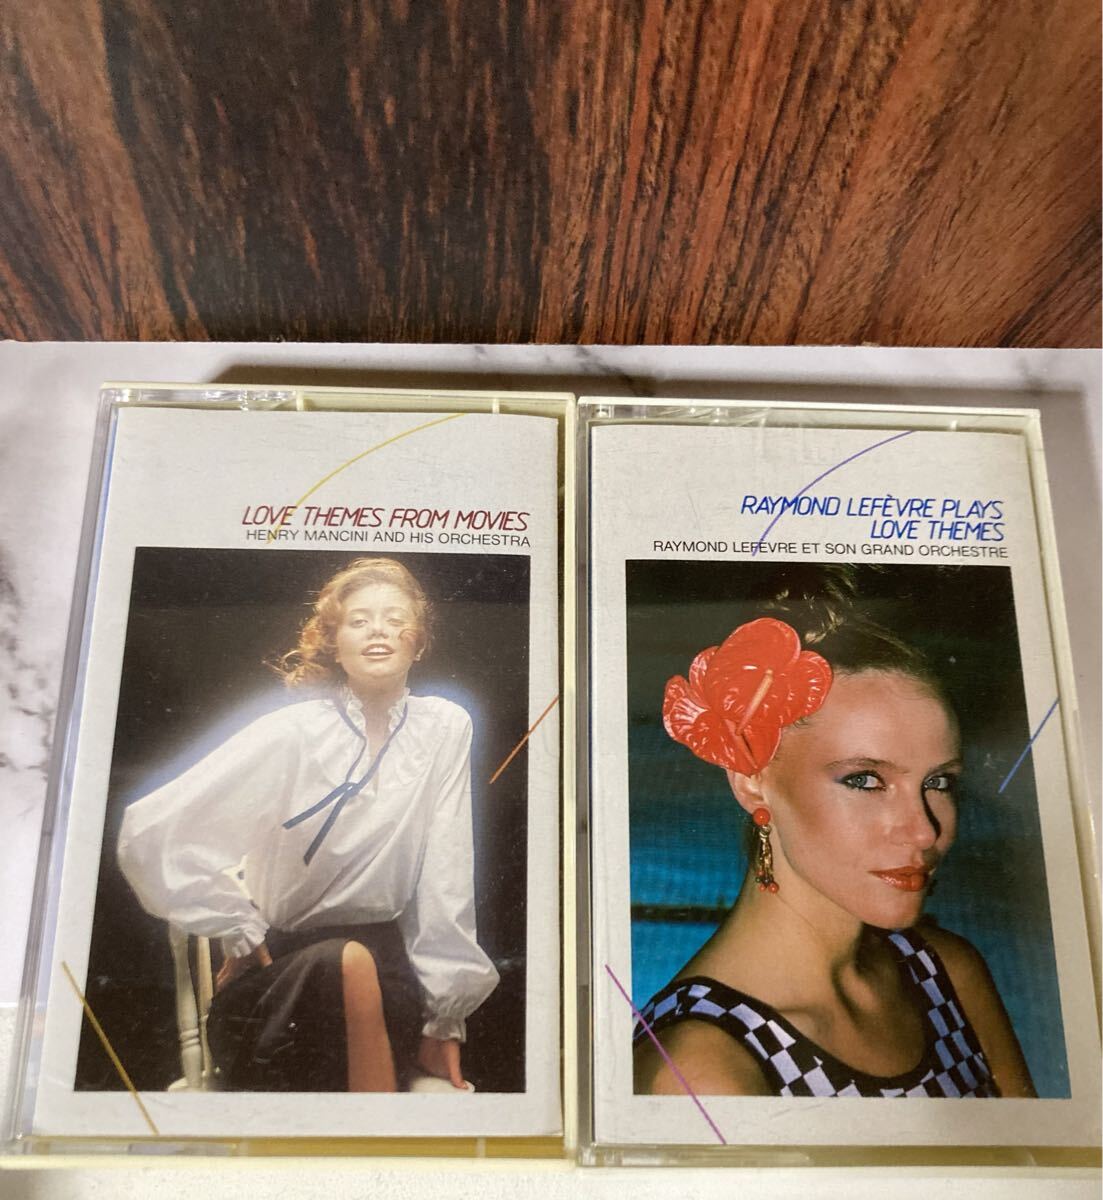 LOVE THEMES FROM MOVIES
HENRY MANCINI AND HIS ORCHESTRA
RAYMOND LEFÈVRE PLAYS
LOVE THEMES
RAYMOND LEFEVRE ET SON GRAND ORCHESTRE